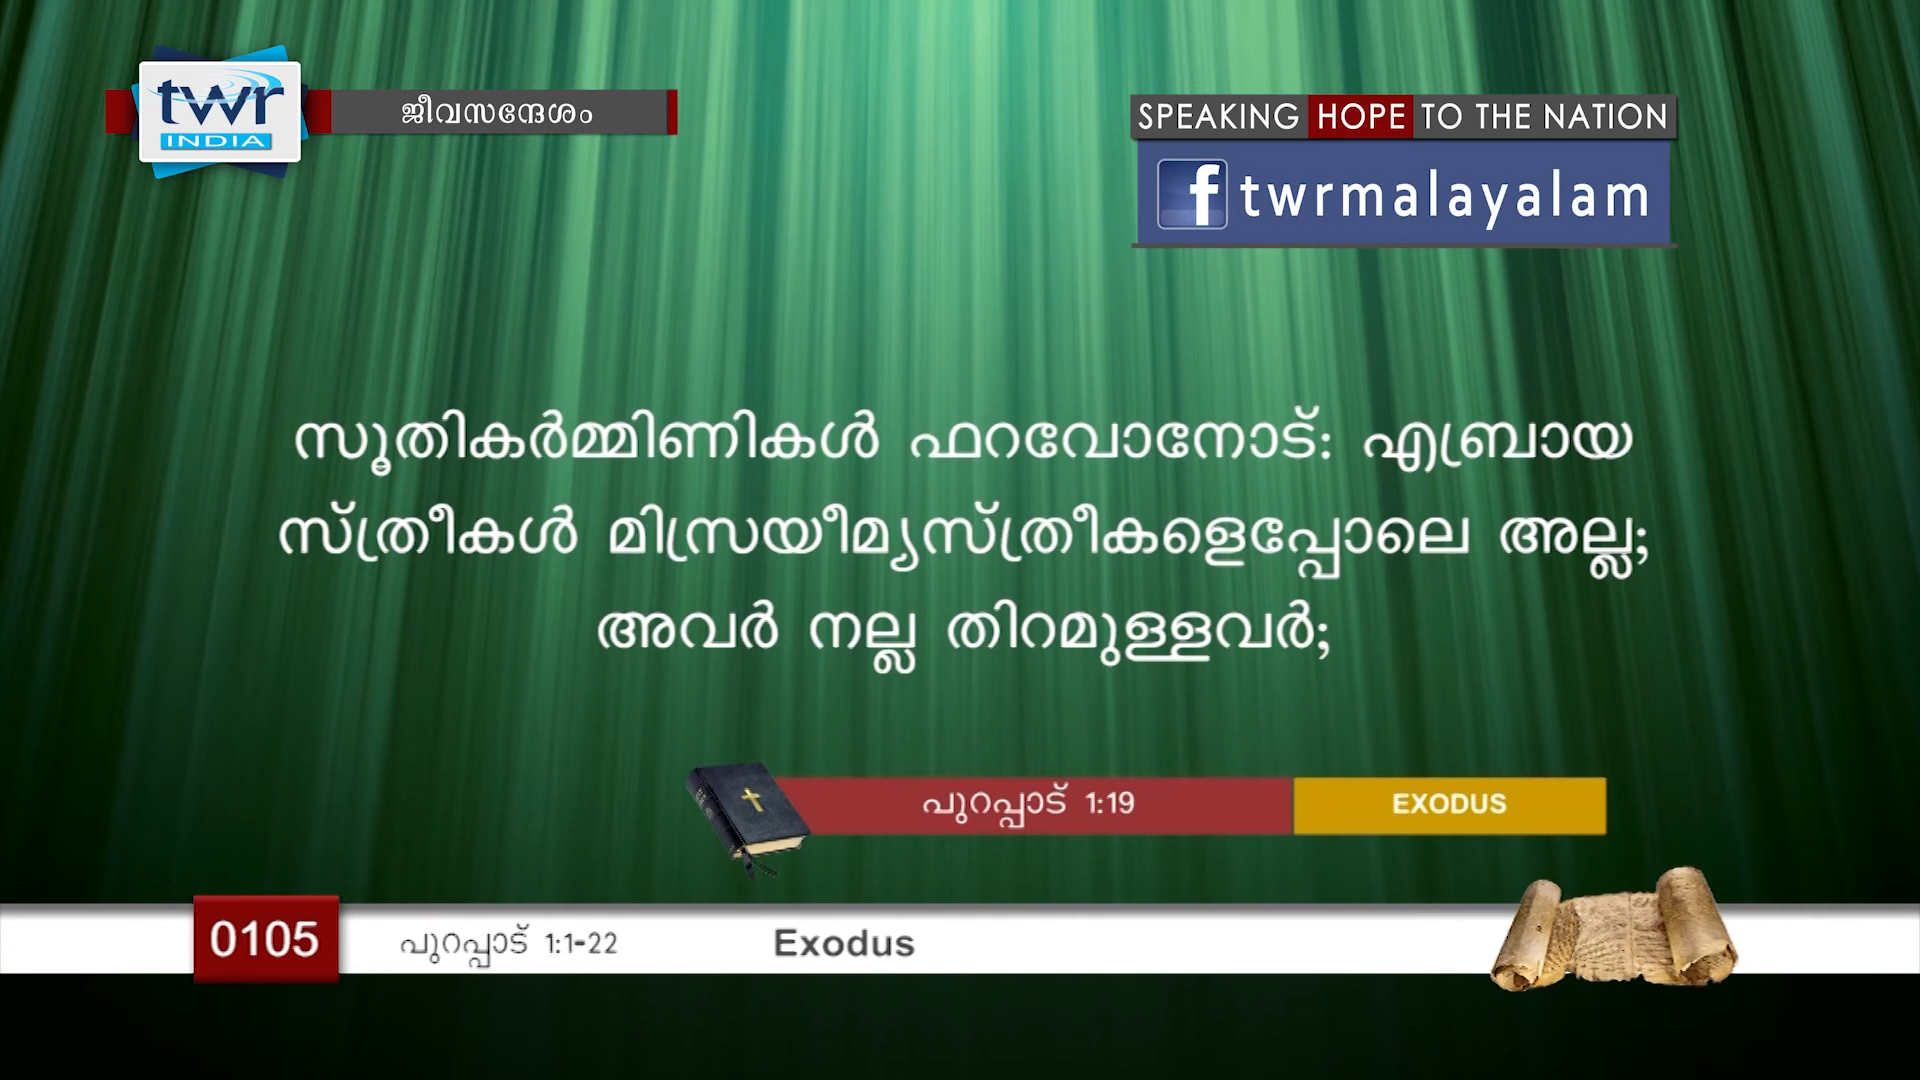 twr
INDIA
ജീവസന്ദേശം
SPEAKING HOPE TO THE NATION
f twrmalayalam
സൂതികർമ്മിണികൾ ഫറവോനോട്: എബ്രായ
സ്ത്രീകൾ മിസ്രയീമ്യസ്ത്രീകളെപ്പോലെ അല്ല;
അവർ നല്ല തിറമുള്ളവർ;
പുറപ്പാട് 1:19 EXODUS
0105 പുറപ്പാട് 1:1-22 Exodus